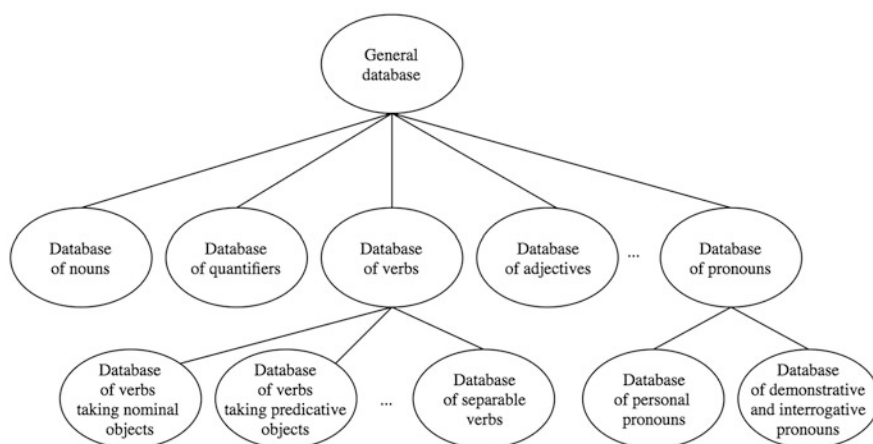 General
database
Database
of nouns
Database
of quantifiers
Database
of verbs
Database
of adjectives
...
Database
of pronouns
Database
of verbs
taking nominal
objects
Database
of verbs
taking predicative
objects
...
Database
of separable
verbs
Database
of personal
pronouns
Database
of demonstrative
and interrogative
pronouns